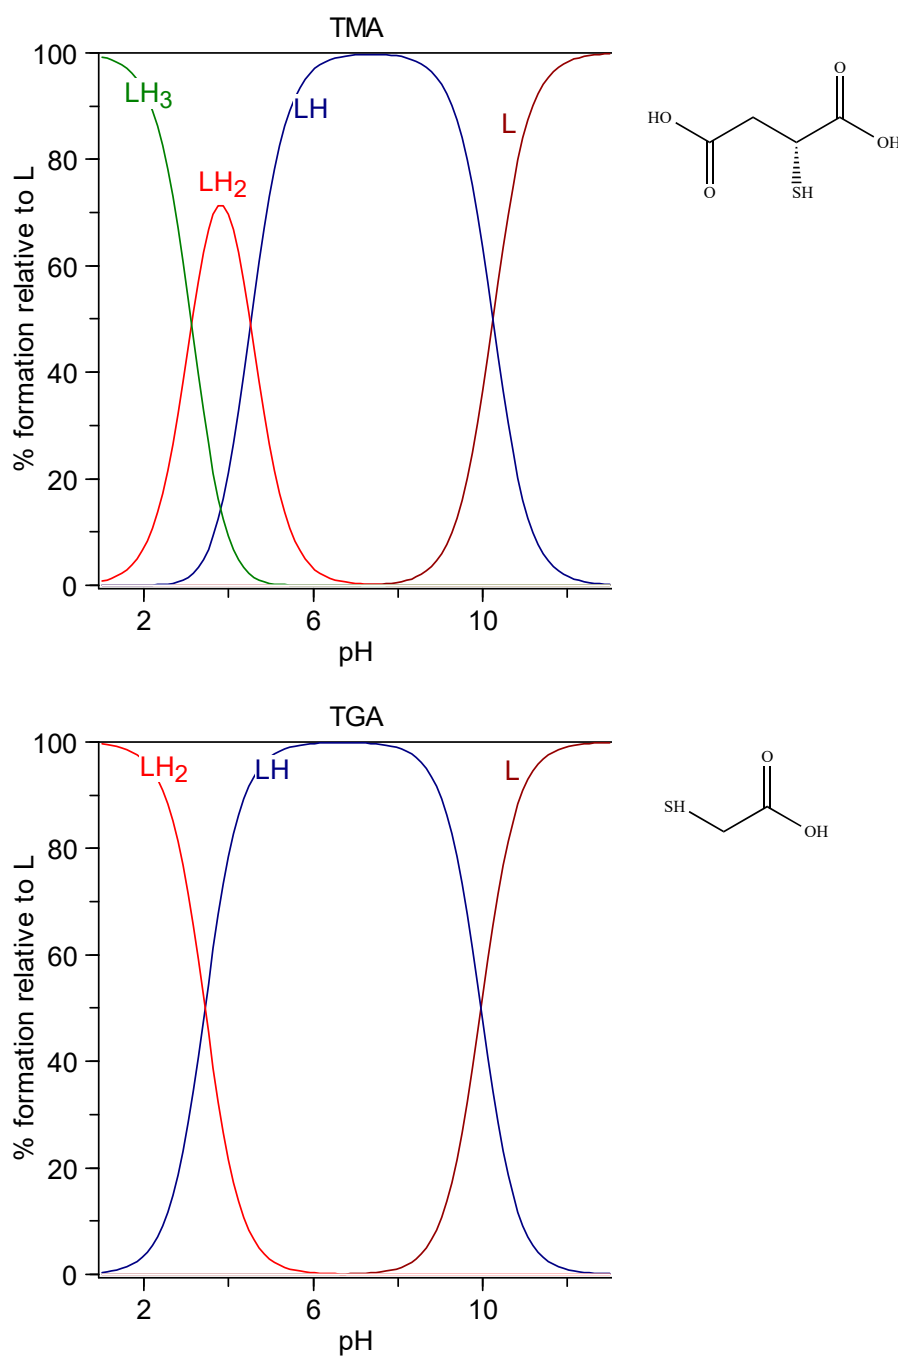 TMA
100
80
60
40
20
0
% formation relative to L
LH3
LH2
LH
L
2
6
10
pH
O
HO
OH
O
SH
TGA
100
80
60
40
20
0
% formation relative to L
LH2
LH
L
2
6
10
pH
O
SH
OH